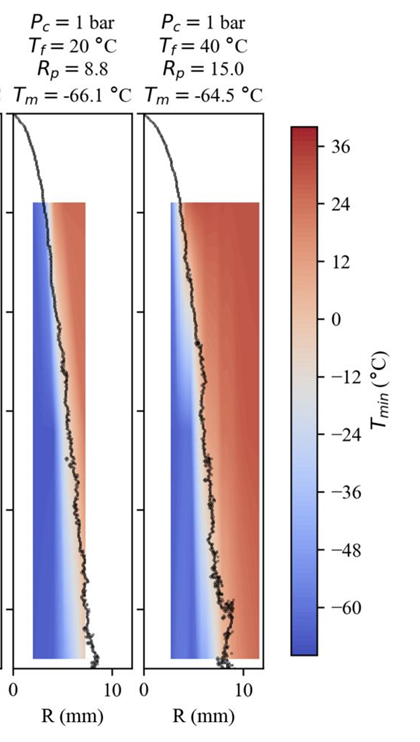 P_c = 1 bar
T_f = 20 °C
R_p = 8.8
T_m = -66.1 °C
0
10
R (mm)
P_c = 1 bar
T_f = 40 °C
R_p = 15.0
T_m = -64.5 °C
0
10
R (mm)
36
24
12
0
−12
−24
−36
−48
−60
T_min (°C)